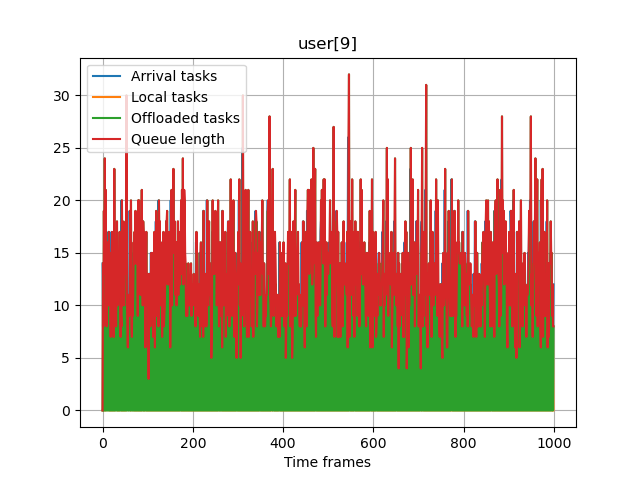 user[9]
Arrival tasks
Local tasks
Offloaded tasks
Queue length
30
25
20
15
10
5
0
0 200 400 600 800 1000
Time frames